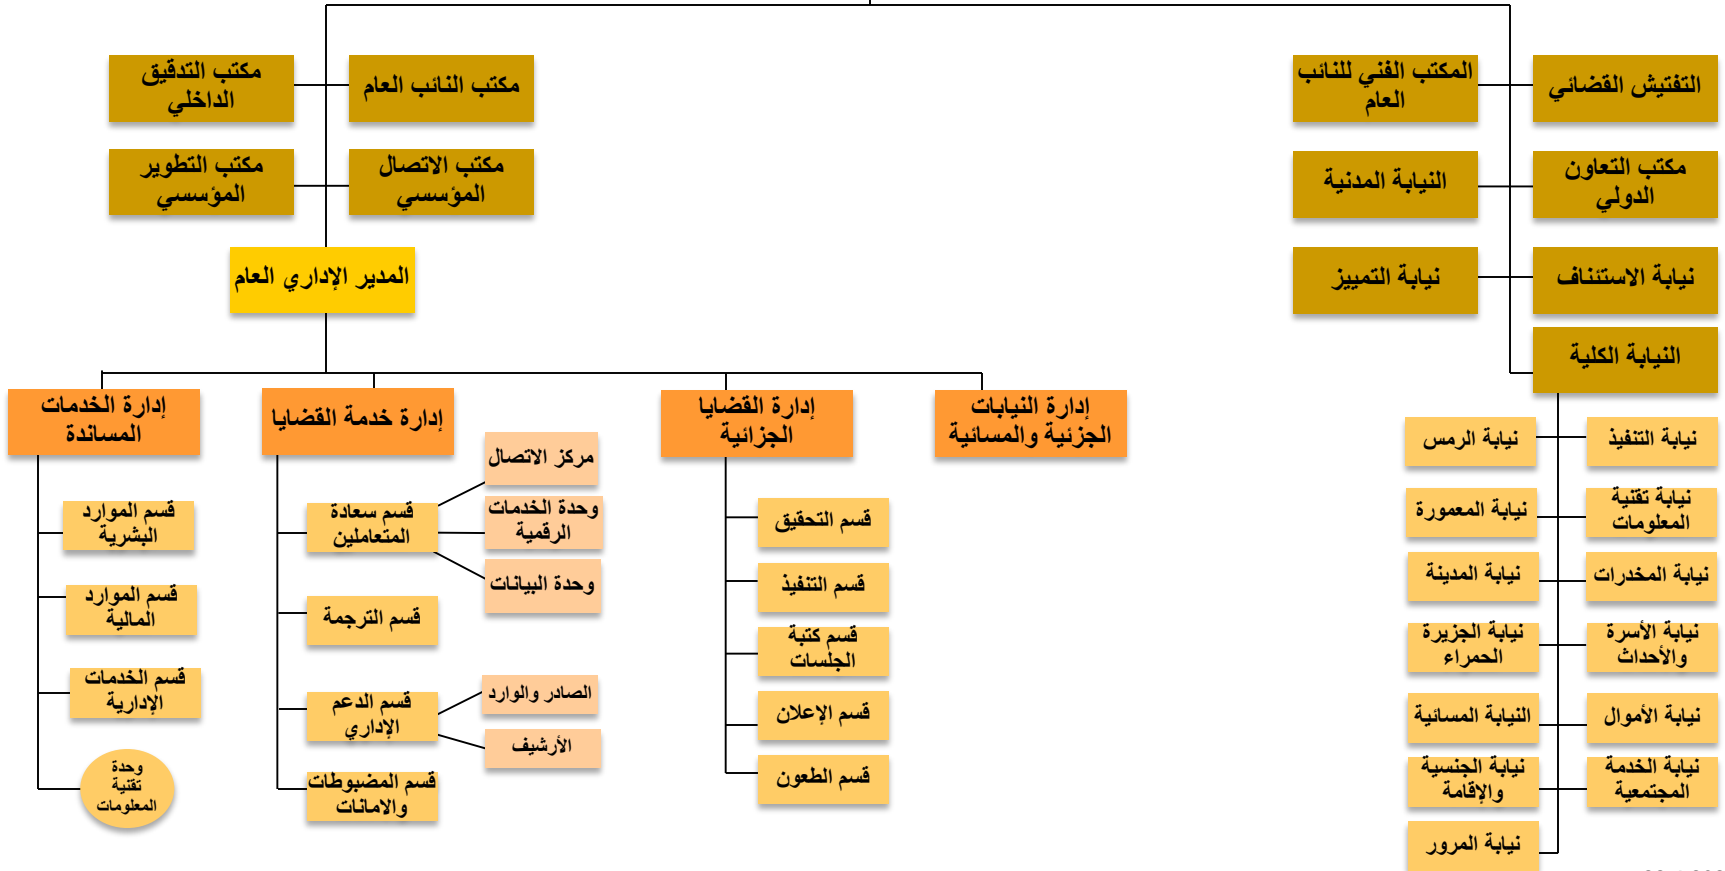 التفتيش القضائي
المكتب الفني للنائب
العام
مكتب النائب العام
مكتب التدقيق
الداخلي
مكتب التعاون
الدولي
النيابة المدنية
مكتب الاتصال
المؤسسي
مكتب التطوير
المؤسسي
نيابة الاستئناف
نيابة التمييز
المدير الإداري العام
النيابة الكلية
إدارة النيابات
الجزئية والمسائية
إدارة القضايا
الجزائية
إدارة خدمة القضايا
إدارة الخدمات
المساندة
نيابة التنفيذ
نيابة الرمس
نيابة تقنية
المعلومات
نيابة المعمورة
نيابة المخدرات
نيابة المدينة
نيابة الأسرة
والأحداث
نيابة الجزيرة
الحمراء
نيابة الأموال
النيابة المسائية
نيابة الخدمة
المجتمعية
نيابة الجنسية
والإقامة
نيابة المرور
قسم التحقيق
قسم التنفيذ
قسم كتبة
الجلسات
قسم الإعلان
قسم الطعون
مركز الاتصال
وحدة الخدمات
الرقمية
وحدة البيانات
قسم سعادة
المتعاملين
قسم الترجمة
الصادر والوارد
الأرشيف
قسم الدعم
الإداري
قسم المضبوطات
والامانات
قسم الموارد
البشرية
قسم الموارد
المالية
قسم الخدمات
الإدارية
وحدة
تقنية
المعلومات